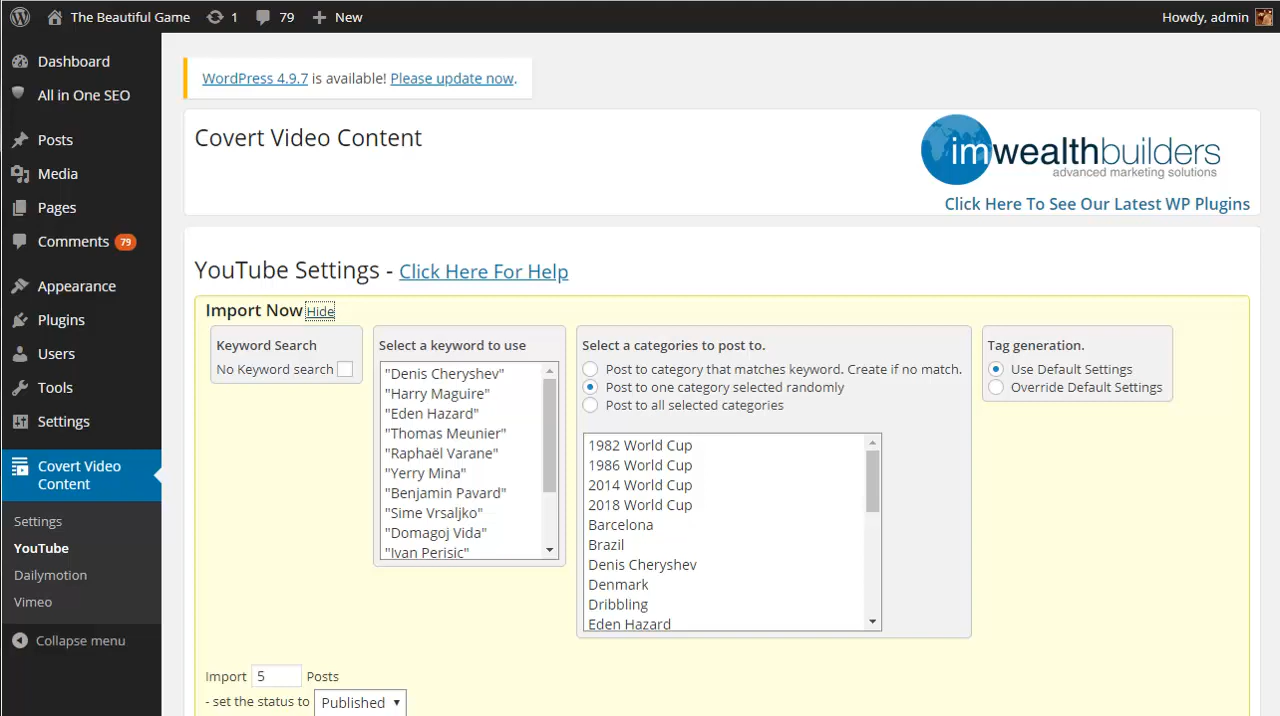 The Beautiful Game 1 79 New Howdy, admin
Dashboard
All in One SEO
Posts
Media
Pages
Comments 79
Appearance
Plugins
Users
Tools
Settings
Covert Video
Content
Settings
YouTube
Dailymotion
Vimeo
Collapse menu
WordPress 4.9.7 is available! Please update now.
Covert Video Content
imwealthbuilders
advanced marketing solutions
Click Here To See Our Latest WP Plugins
YouTube Settings - Click Here For Help
Import Now Hide
Keyword Search
No Keyword search
Select a keyword to use
"Denis Cheryshev"
"Harry Maguire"
"Eden Hazard"
"Thomas Meunier"
"Raphaël Varane"
"Yerry Mina"
"Benjamin Pavard"
"Sime Vrsaljko"
"Domagoj Vida"
"Ivan Perisic"
Select a categories to post to.
Post to category that matches keyword. Create if no match.
Post to one category selected randomly
Post to all selected categories
1982 World Cup
1986 World Cup
2014 World Cup
2018 World Cup
Barcelona
Brazil
Denis Cheryshev
Denmark
Dribbling
Eden Hazard
Tag generation.
Use Default Settings
Override Default Settings
Import 5 Posts
- set the status to Published